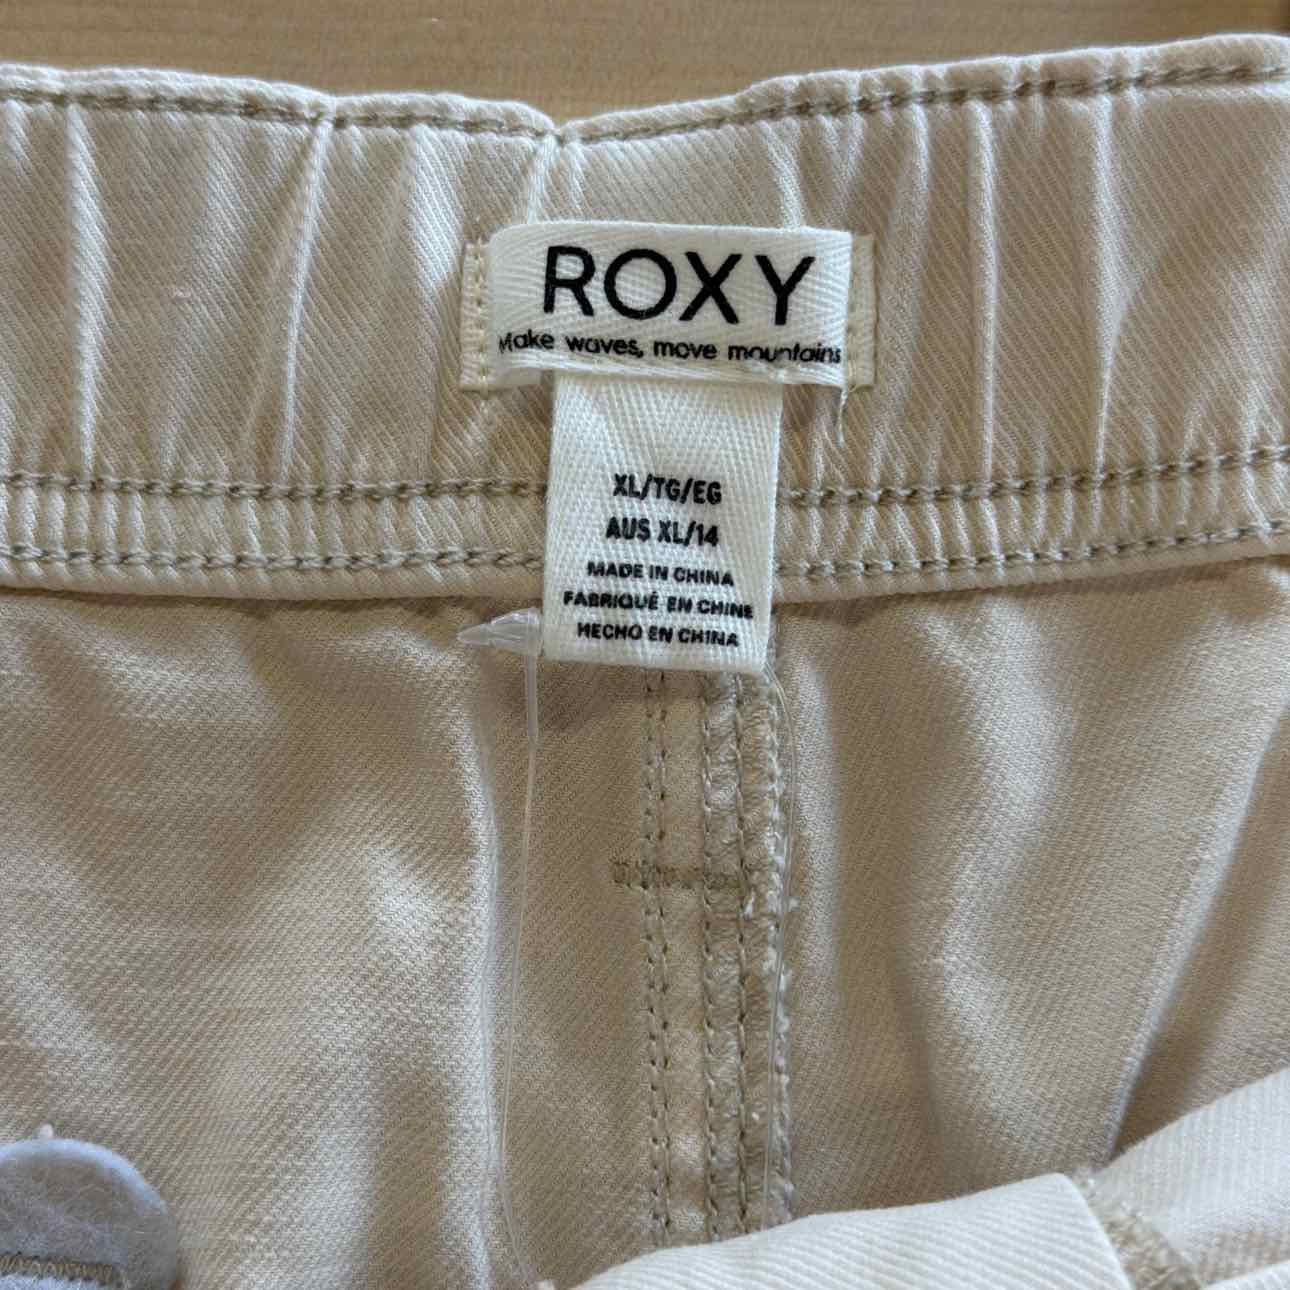 ROXY
Make waves, move mountains
XL/TG/EG
AUS XL/14
MADE IN CHINA
FABRIQUÉ EN CHINE
HECHO EN CHINA